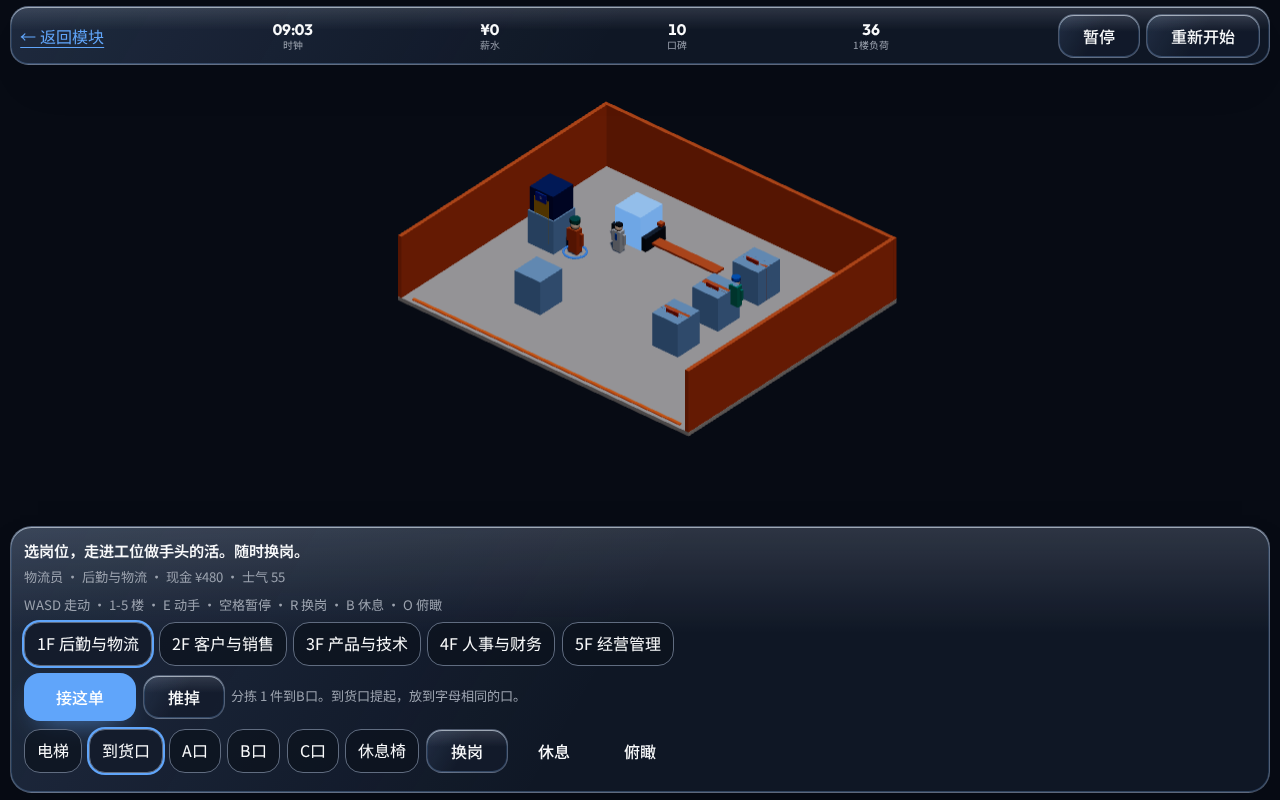 ← 返回模块
09:03
时钟
¥0
薪水
10
口碑
36
1楼负荷
暂停
重新开始
选岗位，走进工位做手头的活。随时换岗。
物流员 · 后勤与物流 · 现金 ¥480 · 士气 55
WASD 走动 · 1-5 楼 · E 动手 · 空格暂停 · R 换岗 · B 休息 · O 俯瞰
1F 后勤与物流
2F 客户与销售
3F 产品与技术
4F 人事与财务
5F 经营管理
接这单
推掉
分拣 1 件到B口。到货口提起，放到字母相同的口。
电梯
到货口
A口
B口
C口
休息椅
换岗
休息
俯瞰